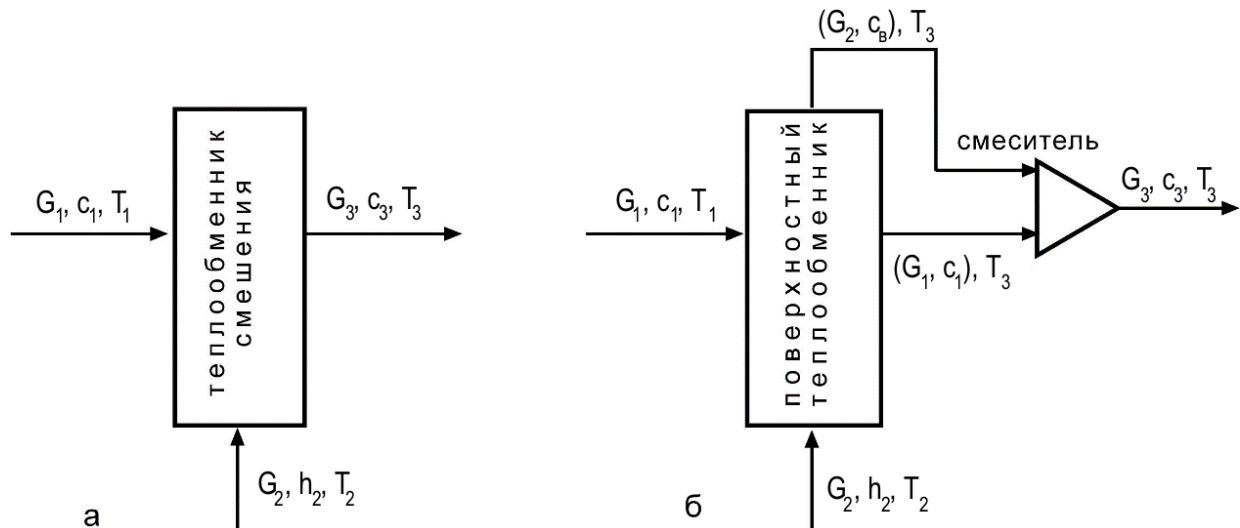 G₁, c₁, T₁
теплообменник
смешения
G₃, c₃, T₃
G₂, h₂, T₂
а
(G₂, cв), T₃
G₁, c₁, T₁
поверхностный
теплообменник
смеситель
G₃, c₃, T₃
(G₁, c₁), T₃
G₂, h₂, T₂
б